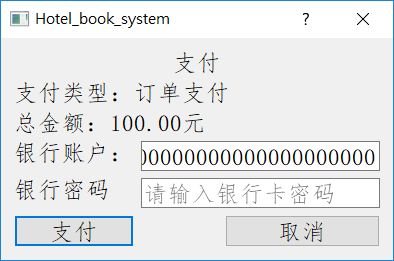 Hotel_book_system
支付
支付类型：订单支付
总金额：100.00元
银行账户： 00000000000000000000
银行密码 请输入银行卡密码
支付 取消